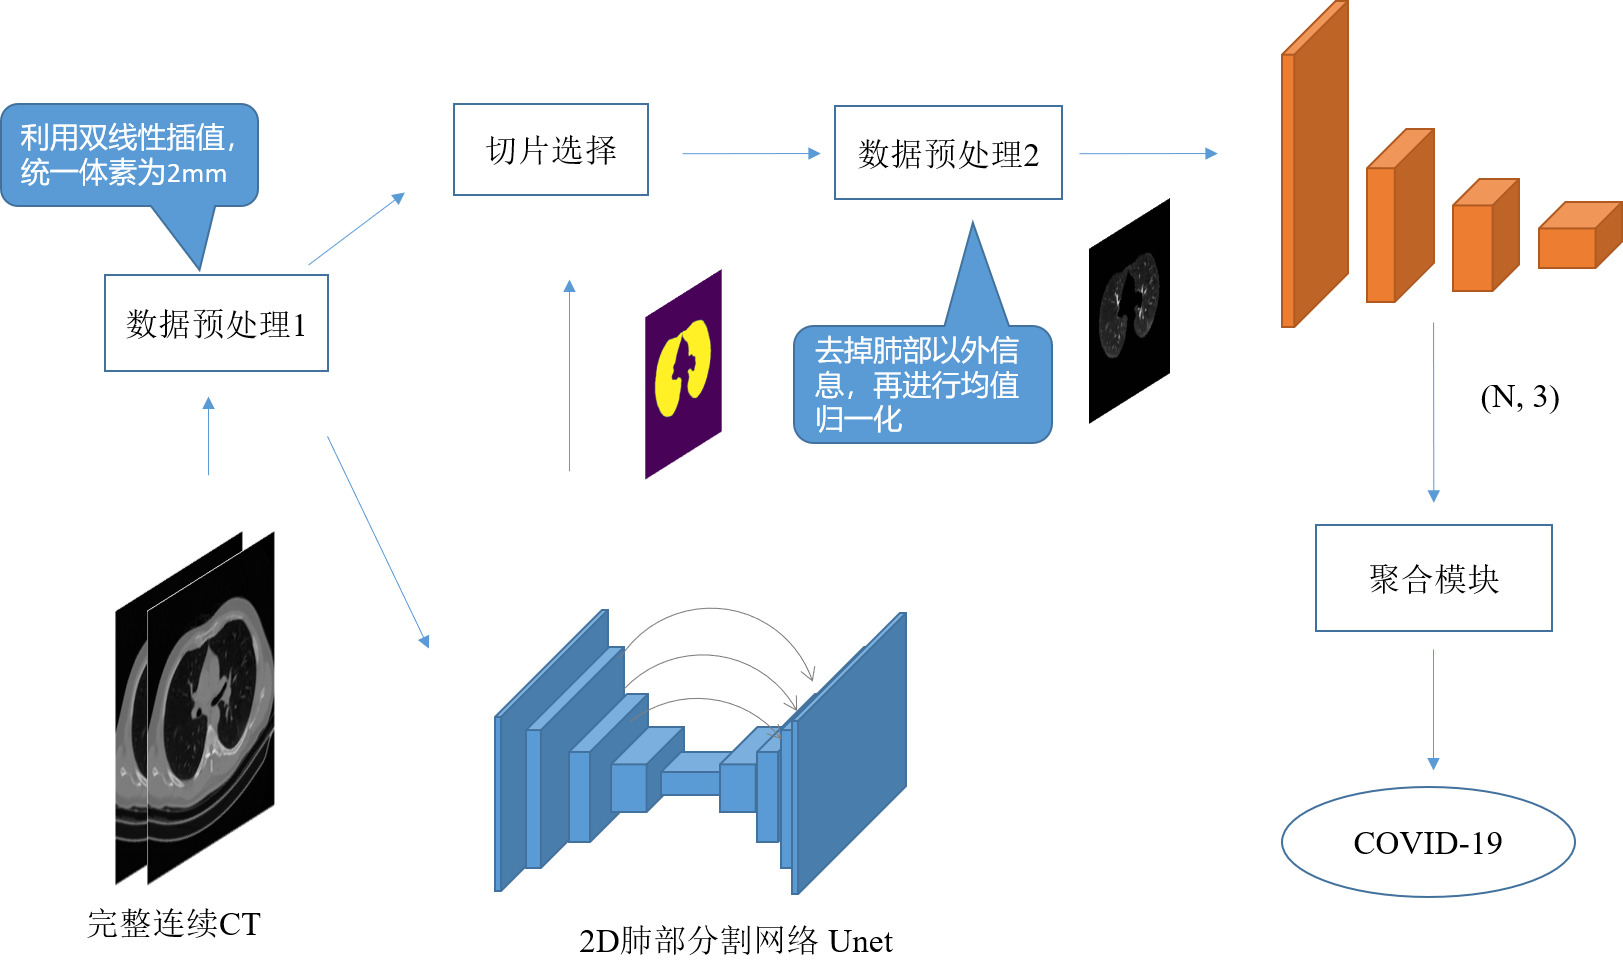 利用双线性插值，
统一体素为2mm
数据预处理1
完整连续CT
切片选择
2D肺部分割网络 Unet
数据预处理2
去掉肺部以外信
息，再进行均值
归一化
(N, 3)
聚合模块
COVID-19